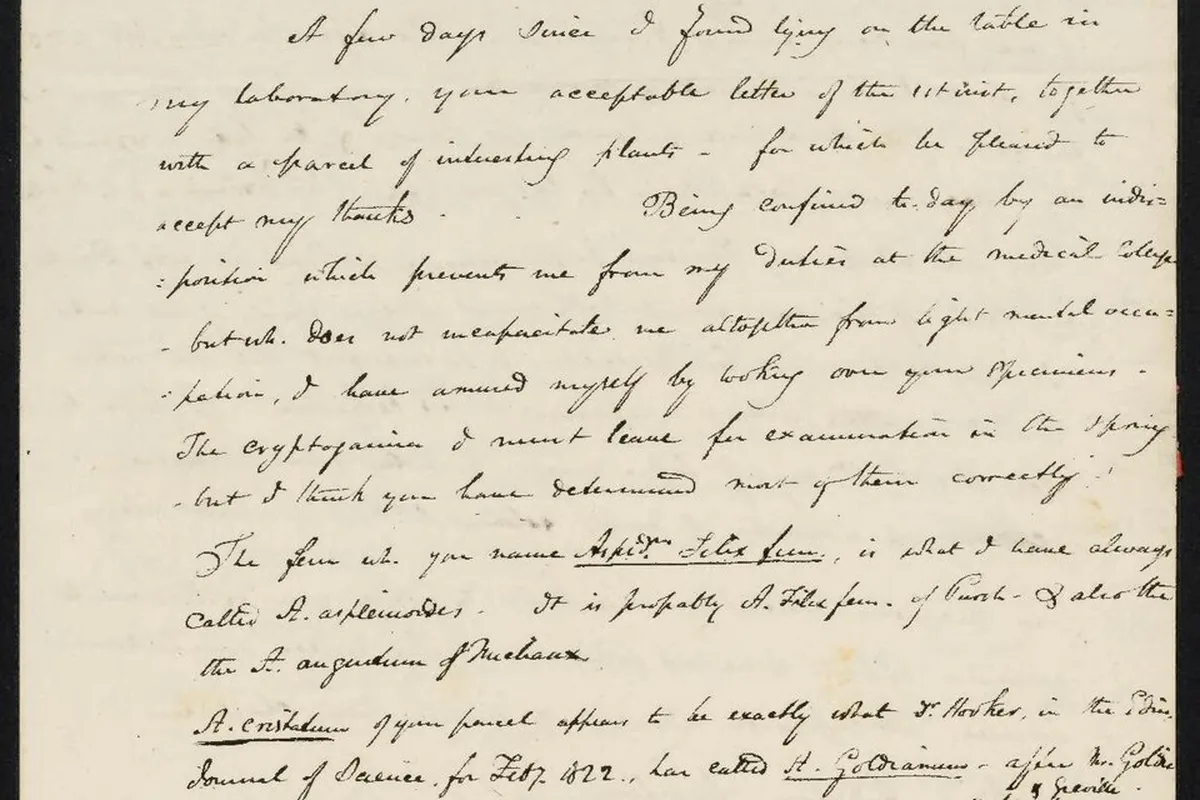 A few days since I found lying on the table in
my laboratory, your acceptable letter of the 1st inst, together
with a parcel of interesting plants - for which be pleased to
accept my thanks - Being confined to-day by an indis=
:position which prevents me from my duties at the medical College
- but wh. does not incapacitate me altogether from light mental occu=
:pation, I have amused myself by looking over your specimens -
The cryptogamia I must leave for examination in the spring
- but I think you have determined most of them correctly!
The fern wh. you name Aspidm Filix fem., is what I have always
called A. asplenoides - It is probably A. Filix fem. of Pursh - & also the
the A. angustum of Michaux
A. cristatum of your parcel appears to be exactly what Dr Hooker, in the Edin.
Journal of Science, for Feby. 1822., has called A. Goldianum - after Mr. Goldie
& Greville -